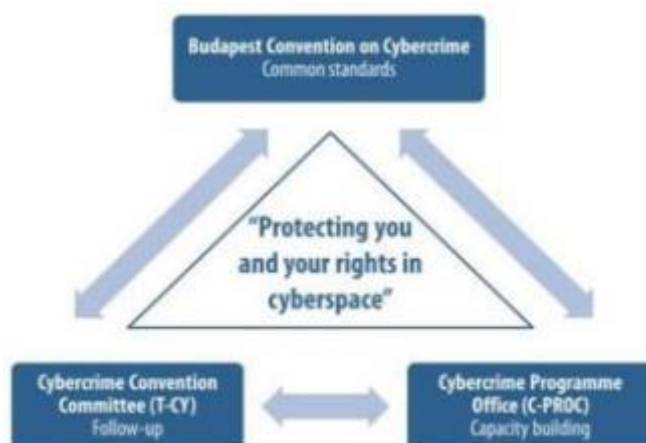 Budapest Convention on Cybercrime
Common standards
"Protecting you
and your rights in
cyberspace"
Cybercrime Convention
Committee (T-CY)
Follow-up
Cybercrime Programme
Office (C-PROC)
Capacity building